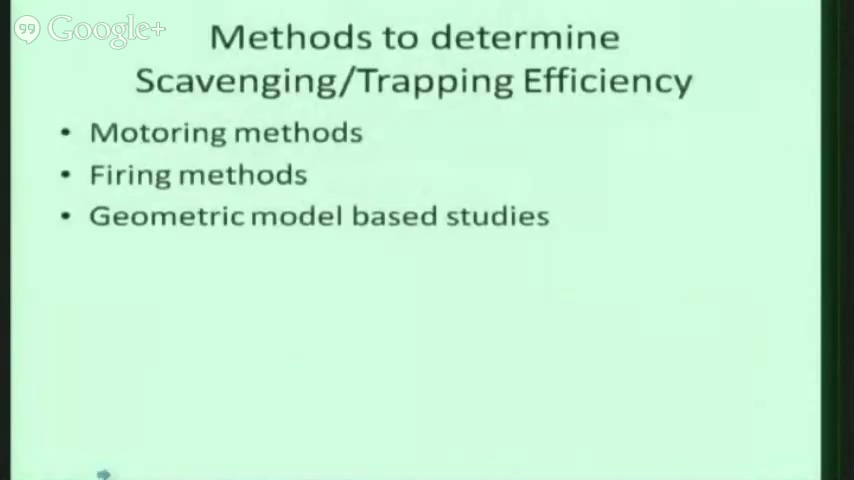 Google+
Methods to determine
Scavenging/Trapping Efficiency
• Motoring methods
• Firing methods
• Geometric model based studies